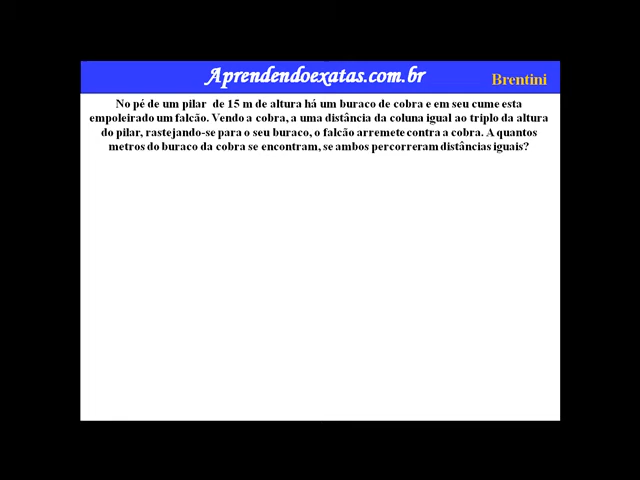 Aprendendoexatas.com.br
Brentini
No pé de um pilar de 15 m de altura há um buraco de cobra e em seu cume esta
empoleirado um falcão. Vendo a cobra, a uma distância da coluna igual ao triplo da altura
do pilar, rastejando-se para o seu buraco, o falcão arremete contra a cobra. A quantos
metros do buraco da cobra se encontram, se ambos percorreram distâncias iguais?